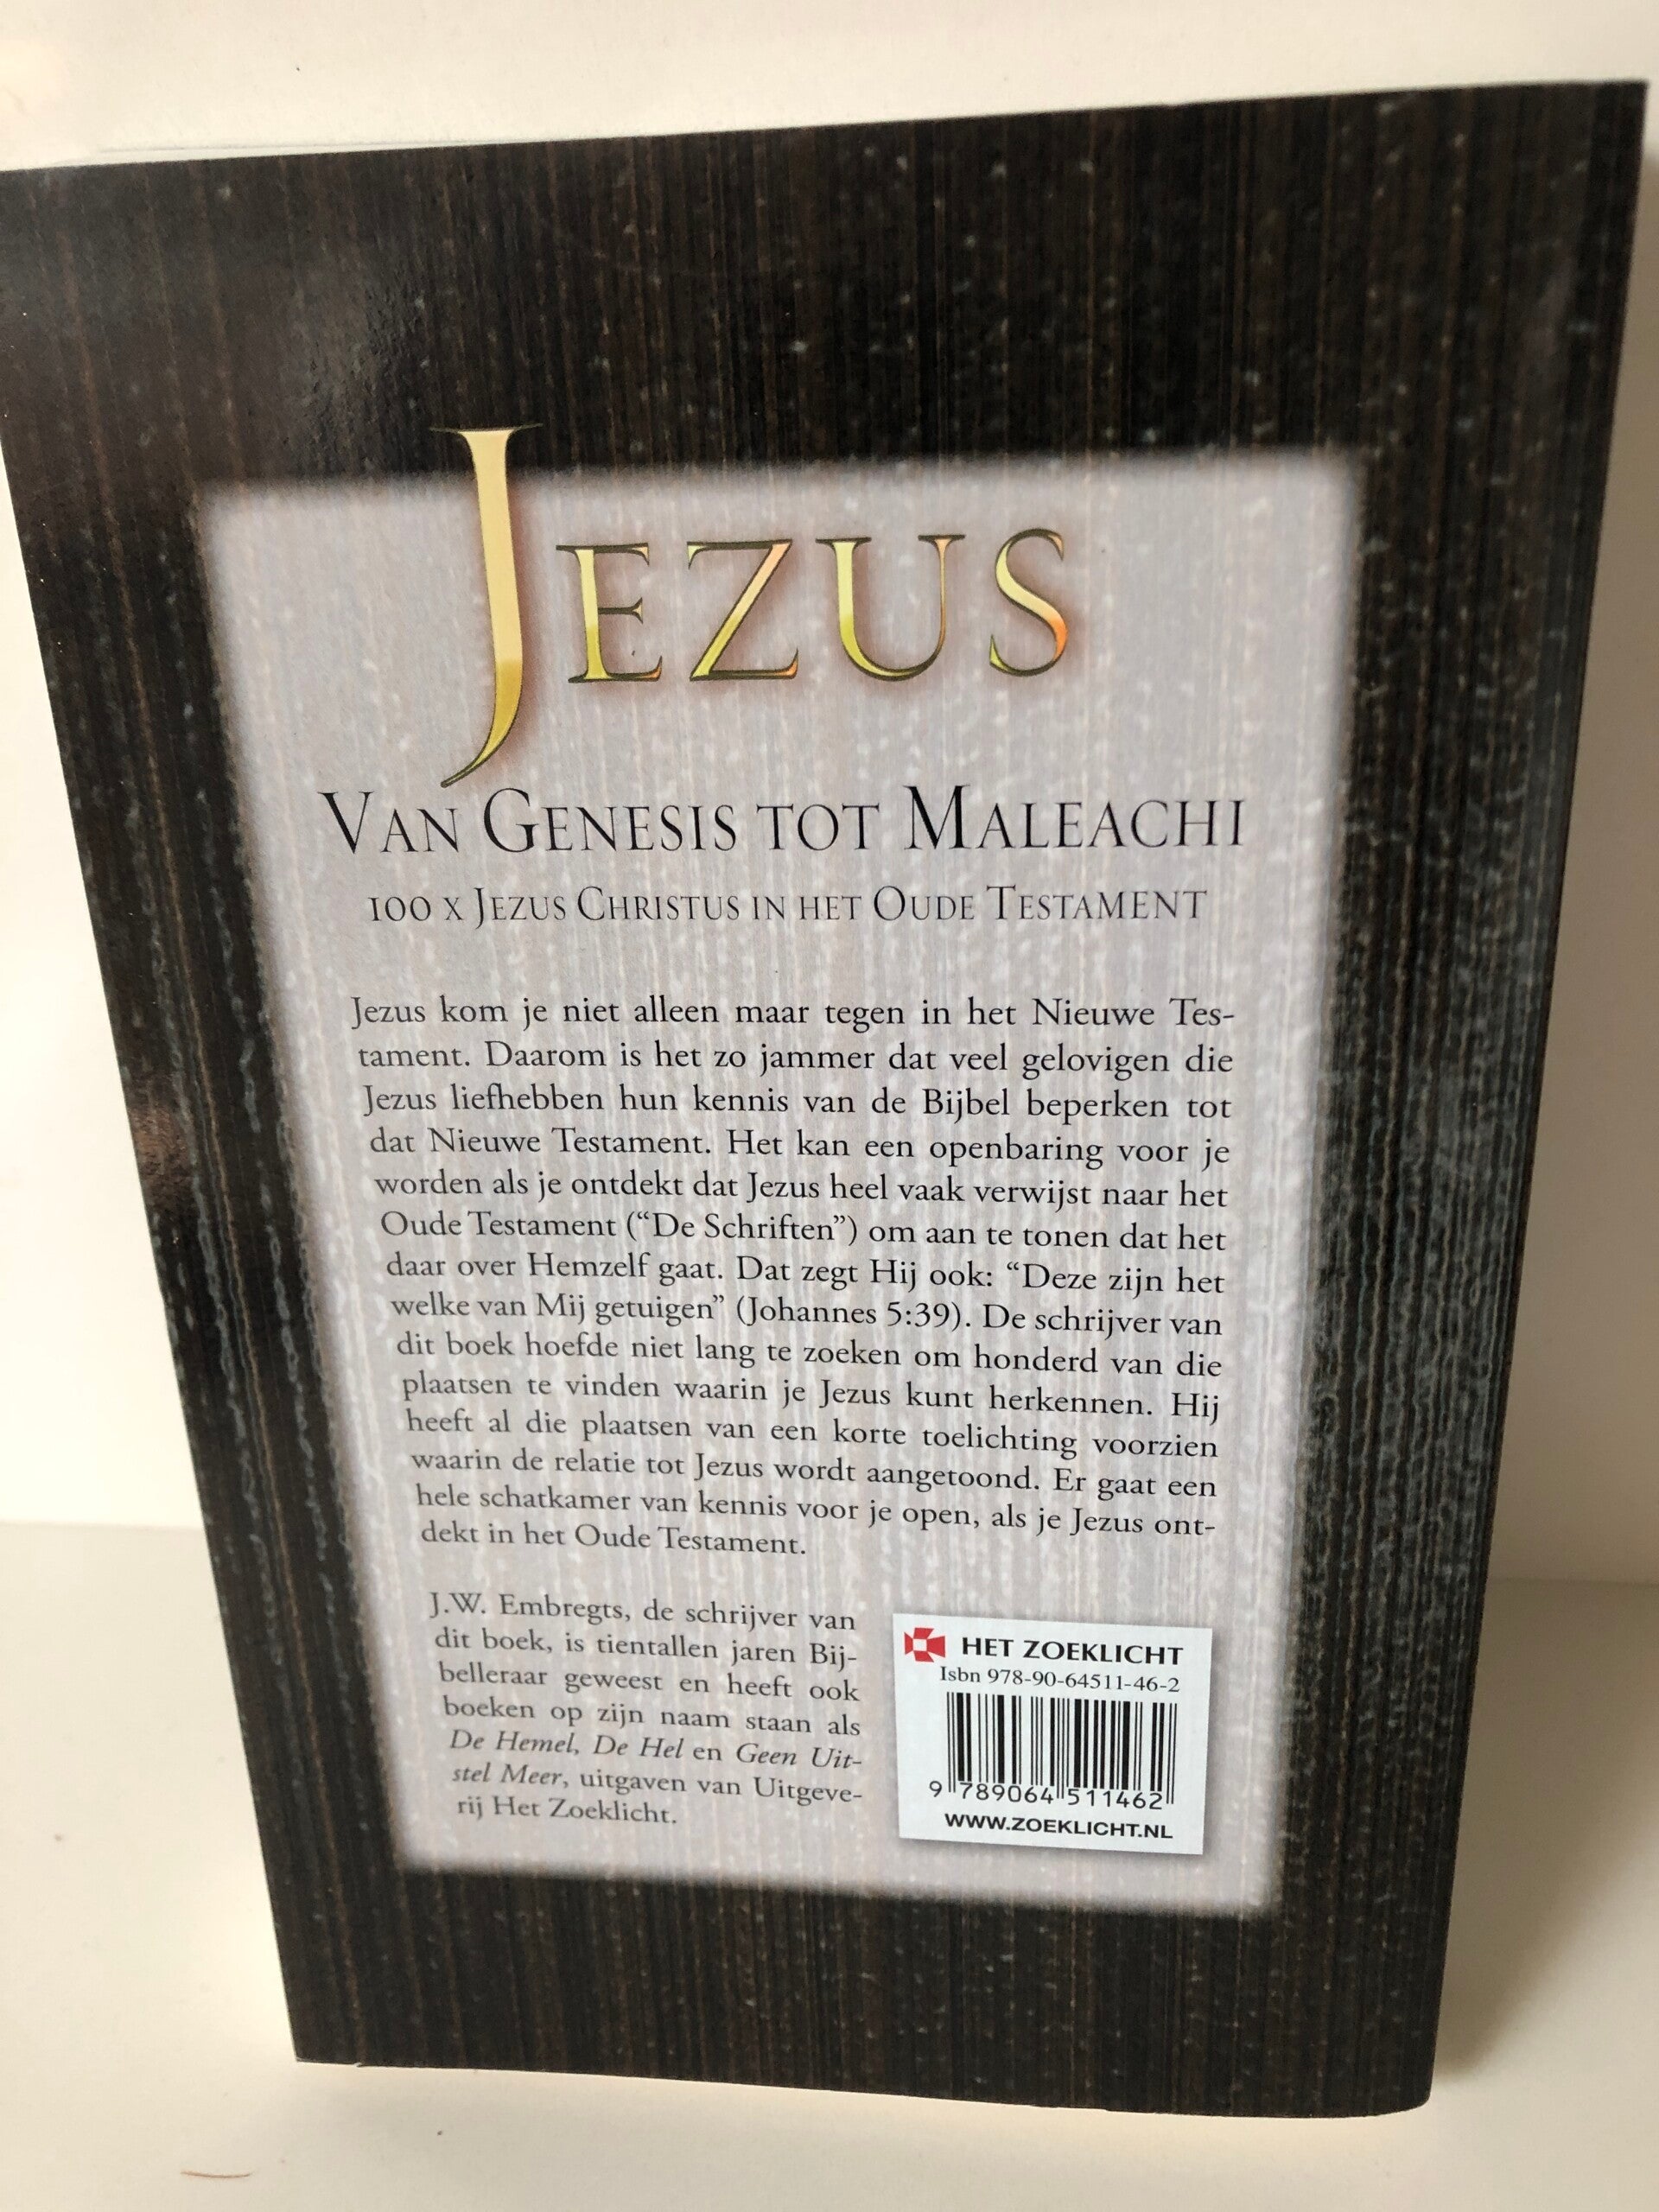 JEZUS
VAN GENESIS TOT MALEACHI
100 X JEZUS CHRISTUS IN HET OUDE TESTAMENT
Jezus kom je niet alleen maar tegen in het Nieuwe Tes-
tament. Daarom is het zo jammer dat veel gelovigen die
Jezus liefhebben hun kennis van de Bijbel beperken tot
dat Nieuwe Testament. Het kan een openbaring voor je
worden als je ontdekt dat Jezus heel vaak verwijst naar het
Oude Testament (“De Schriften”) om aan te tonen dat het
daar over Hemzelf gaat. Dat zegt Hij ook: “Deze zijn het
welke van Mij getuigen” (Johannes 5:39). De schrijver van
dit boek hoefde niet lang te zoeken om honderd van die
plaatsen te vinden waarin je Jezus kunt herkennen. Hij
heeft al die plaatsen van een korte toelichting voorzien
waarin de relatie tot Jezus wordt aangetoond. Er gaat een
hele schatkamer van kennis voor je open, als je Jezus ont-
dekt in het Oude Testament.
J.W. Embregts, de schrijver van
dit boek, is tientallen jaren Bij-
belleraar geweest en heeft ook
boeken op zijn naam staan als
De Hemel, De Hel en Geen Uit-
stel Meer, uitgaven van Uitgeve-
rij Het Zoeklicht.
HET ZOEKLICHT
Isbn 978-90-64511-46-2
9 789064 511462
WWW.ZOEKLICHT.NL